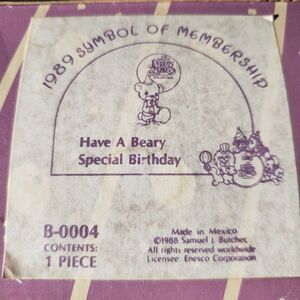 1989 SYMBOL OF MEMBERSHIP
Have A Beary
Special Birthday
B-0004
CONTENTS:
1 PIECE
Made in Mexico
©1988 Samuel J. Butcher,
All rights reserved worldwide
Licensee Enesco Corporation